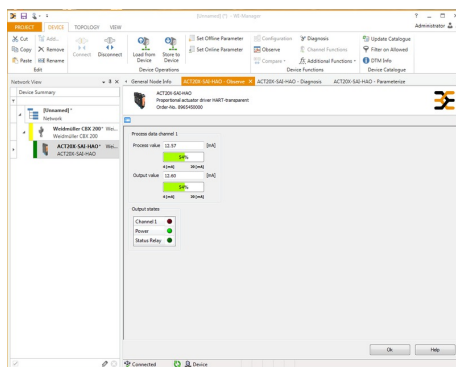 [Unnamed] (*) - WI-Manager
PROJECT DEVICE TOPOLOGY VIEW Administrator
Cut Add... Set Offline Parameter Configuration Diagnosis Update Catalogue
Copy Remove Set Online Parameter Observe Channel Functions Filter on Allowed
Paste Rename Connect Disconnect Load from Device Store to Device Compare Additional Functions DTM Info
Edit Device Operations Device Functions Device Catalogue
Network View General Node Info ACT20X-SAI-HAO - Observe ACT20X-SAI-HAO - Diagnosis ACT20X-SAI-HAO - Parameterize
Device Summary
ACT20X-SAI-HAO
Proportional actuator driver HART-transparent
Order-No. 8965450000
[Unnamed]*
Network
Weidmüller CBX 200* Wei...
Weidmüller CBX 200
ACT20X-SAI-HAO* Wei...
ACT20X-SAI-HAO
Process data channel 1
Process value 12.57 [mA]
54%
4 [mA] 20 [mA]
Output value 12.60 [mA]
54%
4 [mA] 20 [mA]
Output states
Channel 1
Power
Status Relay
Ok Help
Connected Device